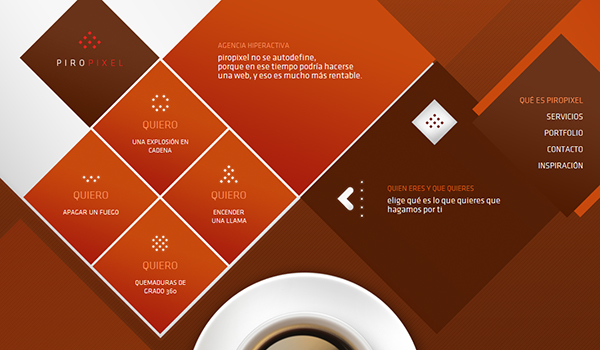 PIROPIXEL
AGENCIA HIPERACTIVA
piropixel no se autodefine,
porque en ese tiempo podría hacerse
una web, y eso es mucho más rentable.
QUIERO
UNA EXPLOSIÓN EN
CADENA
QUIERO
APAGAR UN FUEGO
QUIERO
ENCENDER
UNA LLAMA
QUIERO
QUEMADURAS DE
GRADO 360
QUIEN ERES Y QUE QUIERES
elige qué es lo que quieres que
hagamos por ti
QUÉ ES PIROPIXEL
SERVICIOS
PORTFOLIO
CONTACTO
INSPIRACIÓN